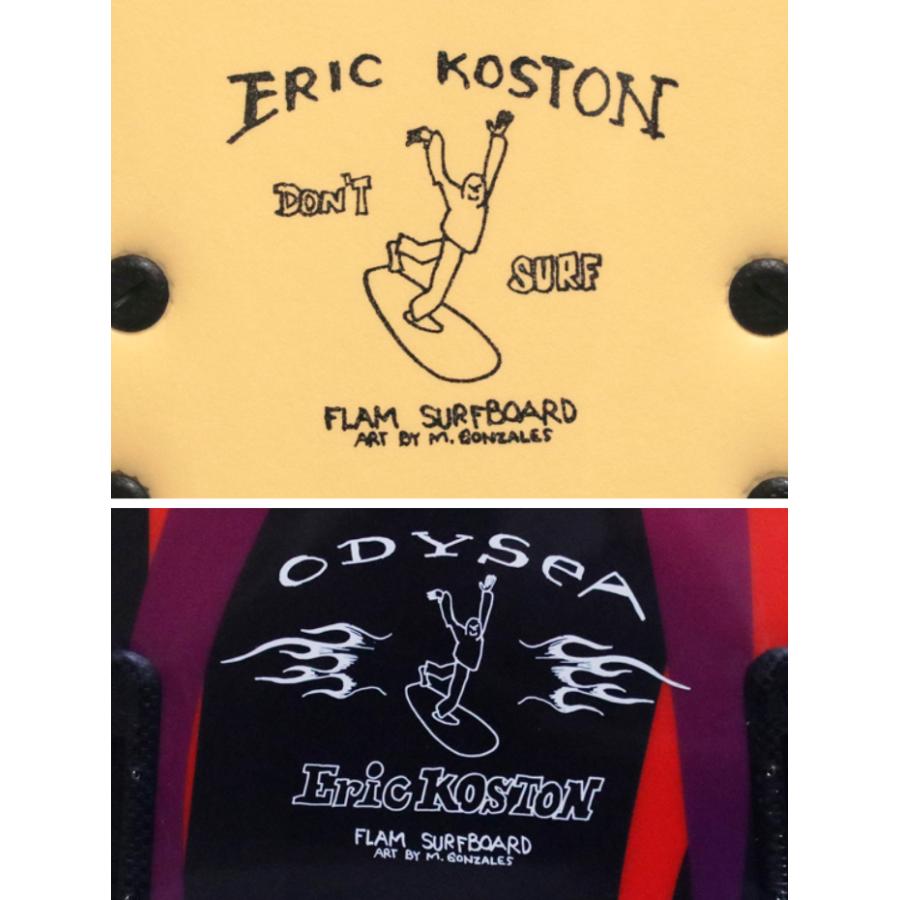 ERIC KOSTON
DON'T
SURF
FLAM SURFBOARD
ART BY M. GONZALES
ODYSeA
Eric KOSTON
FLAM SURFBOARD
ART BY M. GONZALES